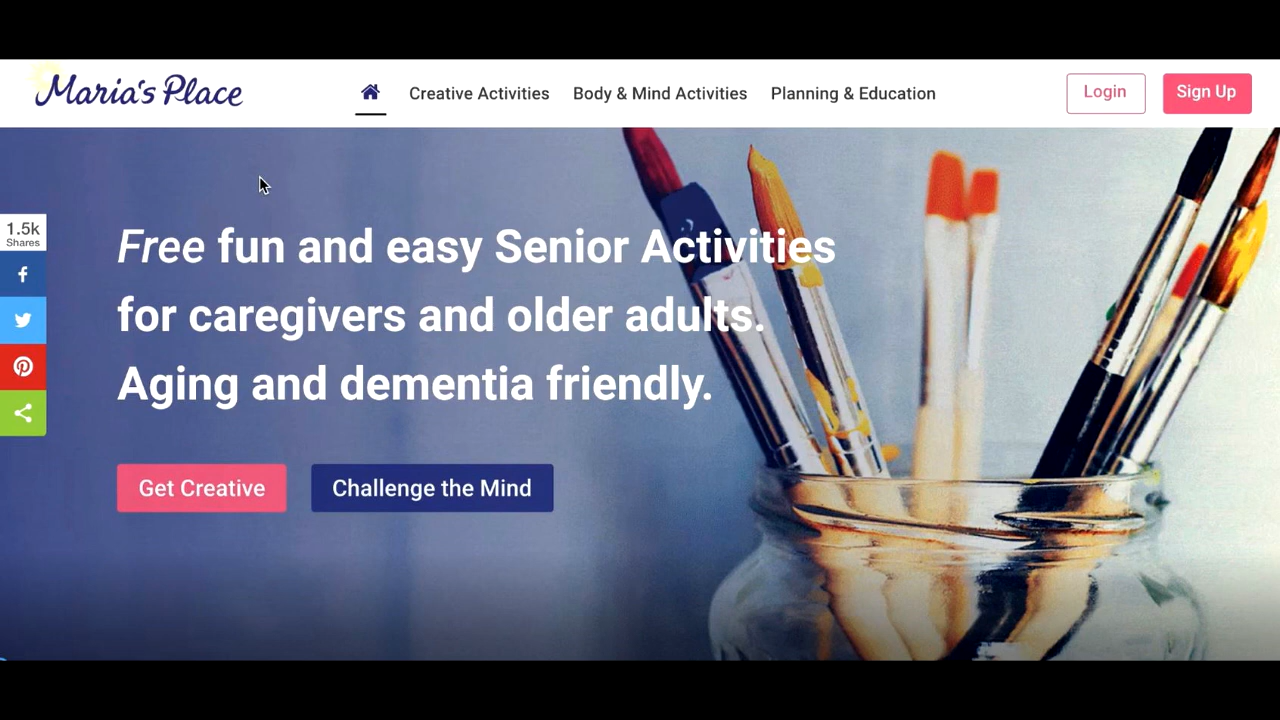 Maria's Place
Creative Activities
Body & Mind Activities
Planning & Education
Login
Sign Up
1.5k
Shares
Free fun and easy Senior Activities
for caregivers and older adults.
Aging and dementia friendly.
Get Creative
Challenge the Mind